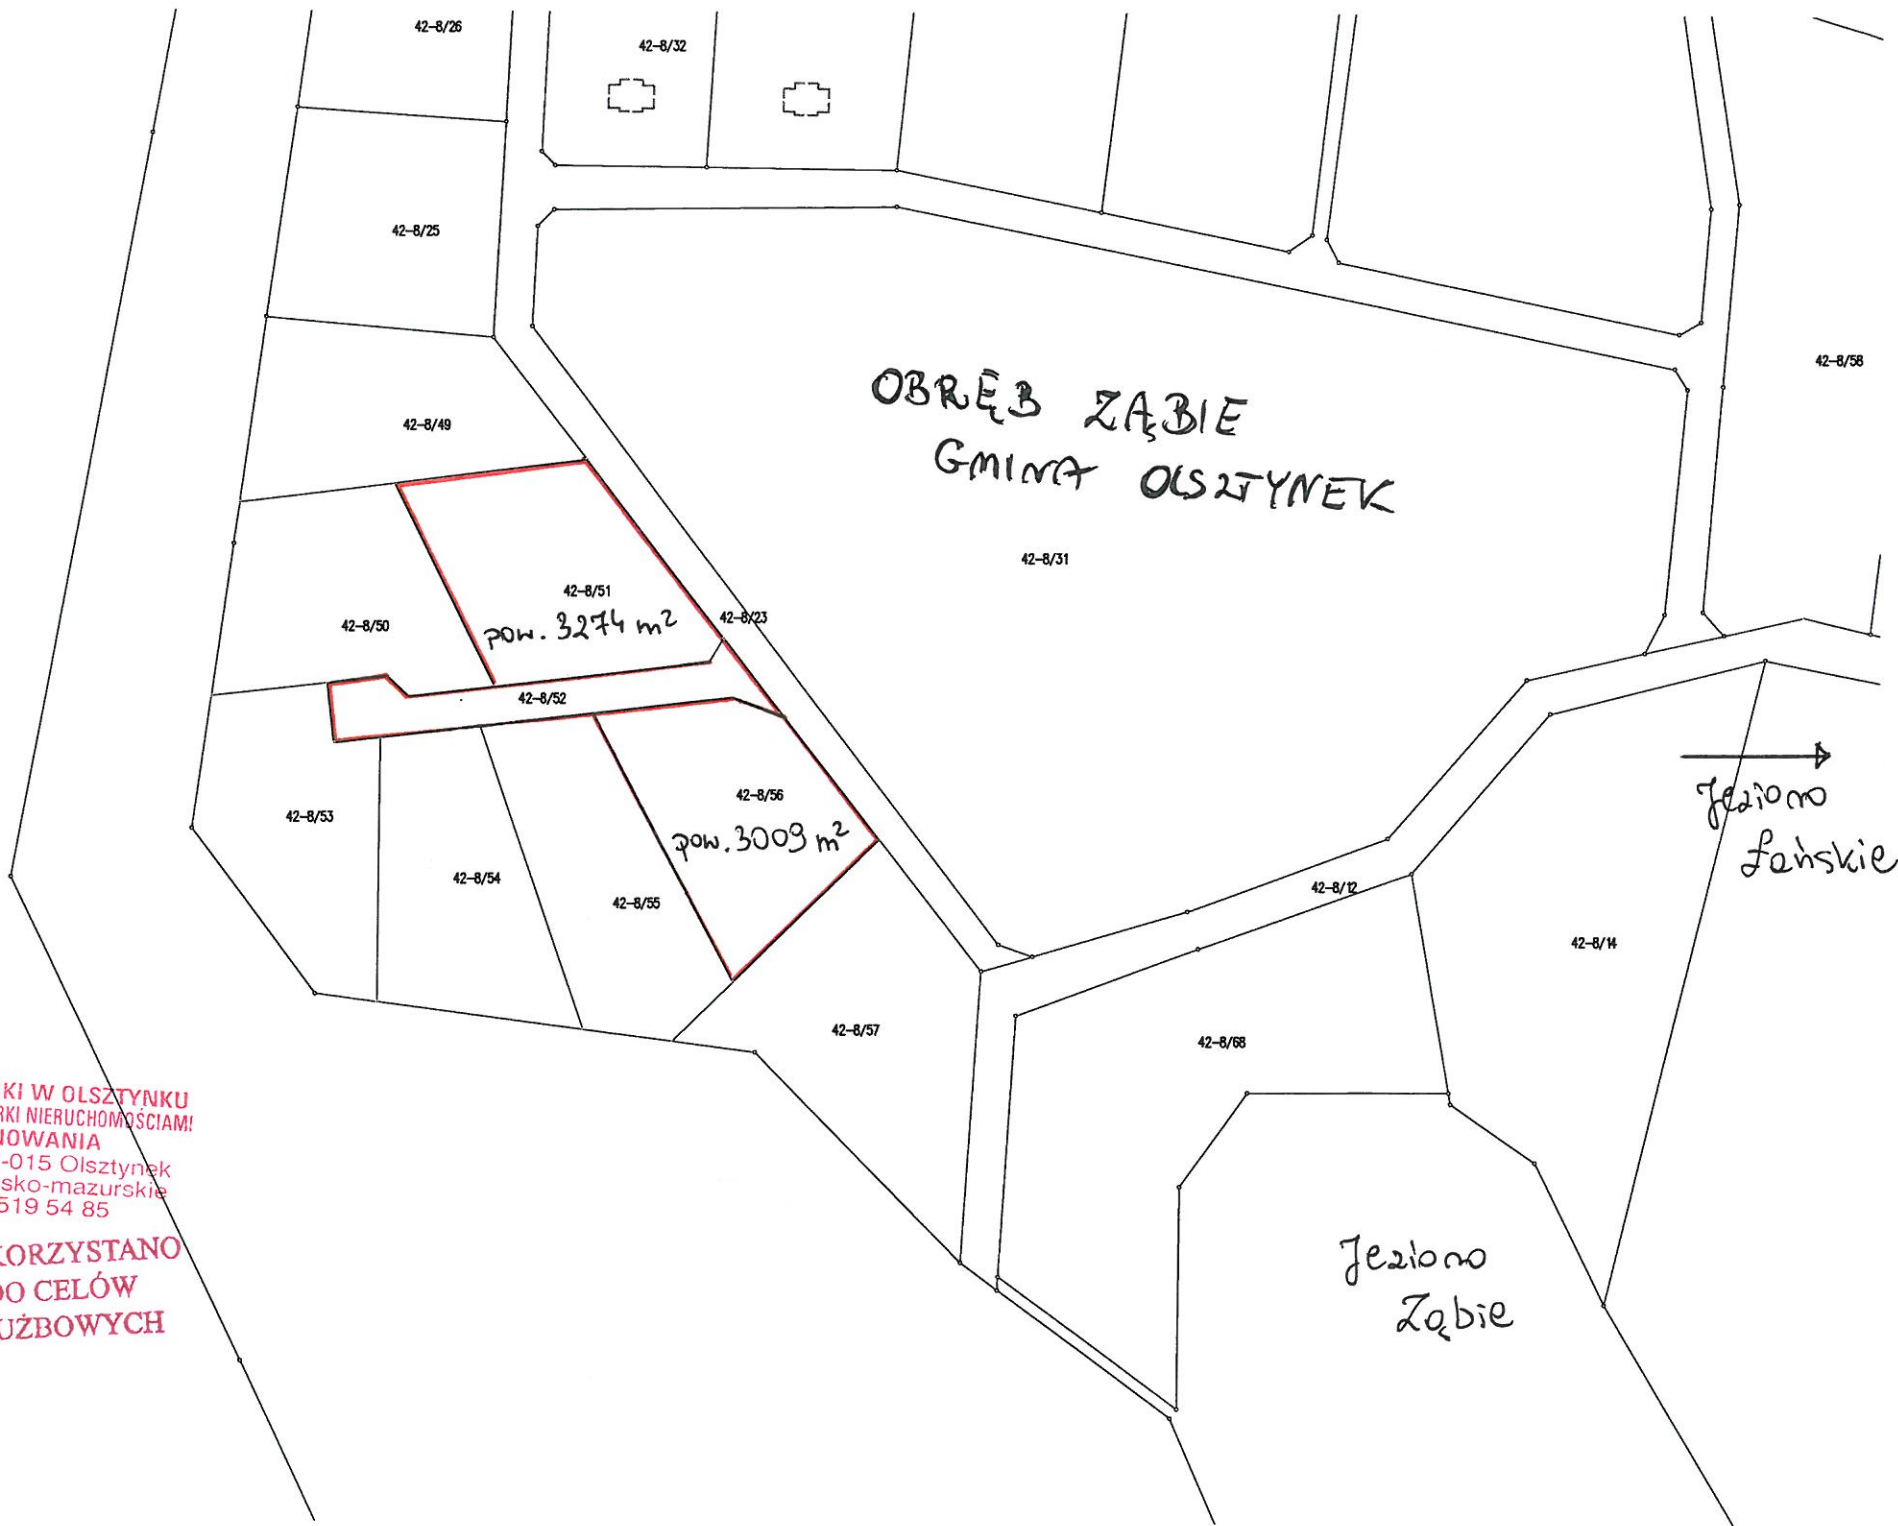 42-8/26
42-8/32
42-8/25
42-8/58
42-8/49
OBRĘB ZĄBIE
GMINA OLSZTYNEK
42-8/31
42-8/51
pow. 3274 m²
42-8/23
42-8/50
42-8/52
42-8/56
pow. 3009 m²
42-8/53
42-8/54
42-8/55
Jezioro
Łańskie
42-8/12
42-8/14
42-8/57
42-8/68
KI W OLSZTYNKU
RKI NIERUCHOMOŚCIAMI
NOWANIA
-015 Olsztynek
sko-mazurskie
519 54 85
KORZYSTANO
DO CELÓW
UŻBOWYCH
Jezioro
Ząbie